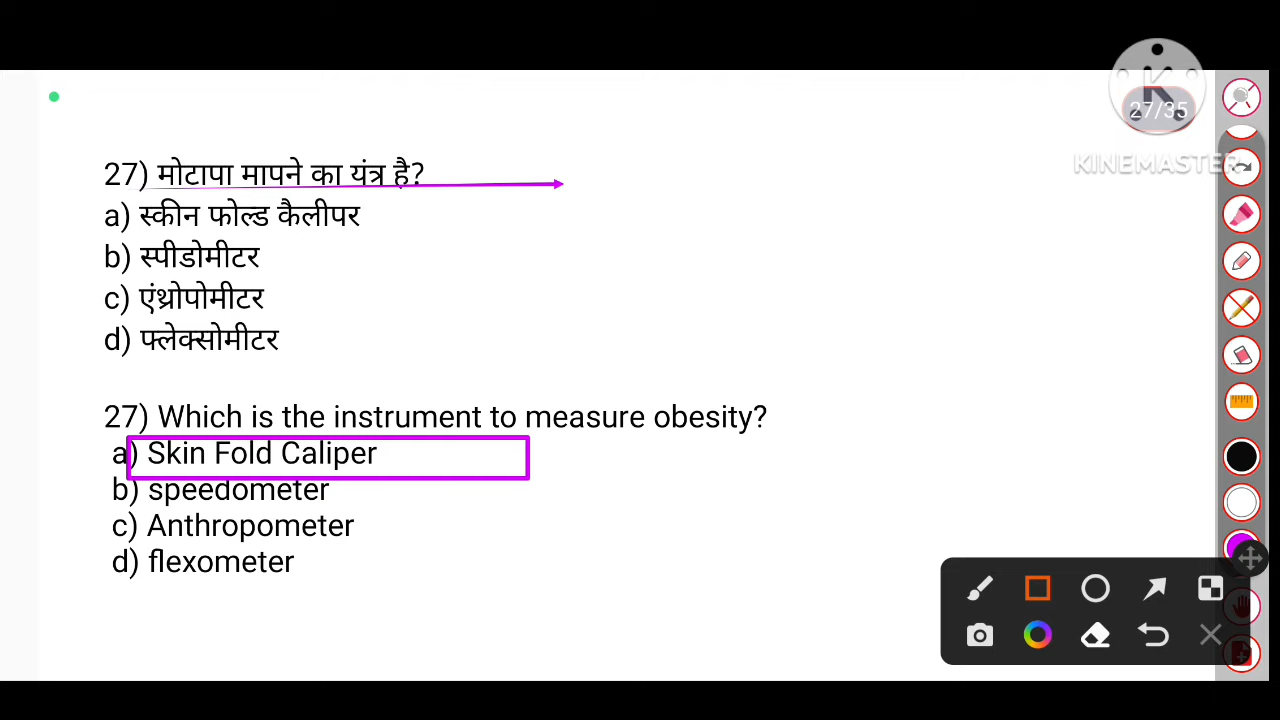 27/35
KINEMASTER
27) मोटापा मापने का यंत्र है?
a) स्कीन फोल्ड कैलीपर
b) स्पीडोमीटर
c) एंथ्रोपोमीटर
d) फ्लेक्सोमीटर
27) Which is the instrument to measure obesity?
a) Skin Fold Caliper
b) speedometer
c) Anthropometer
d) flexometer